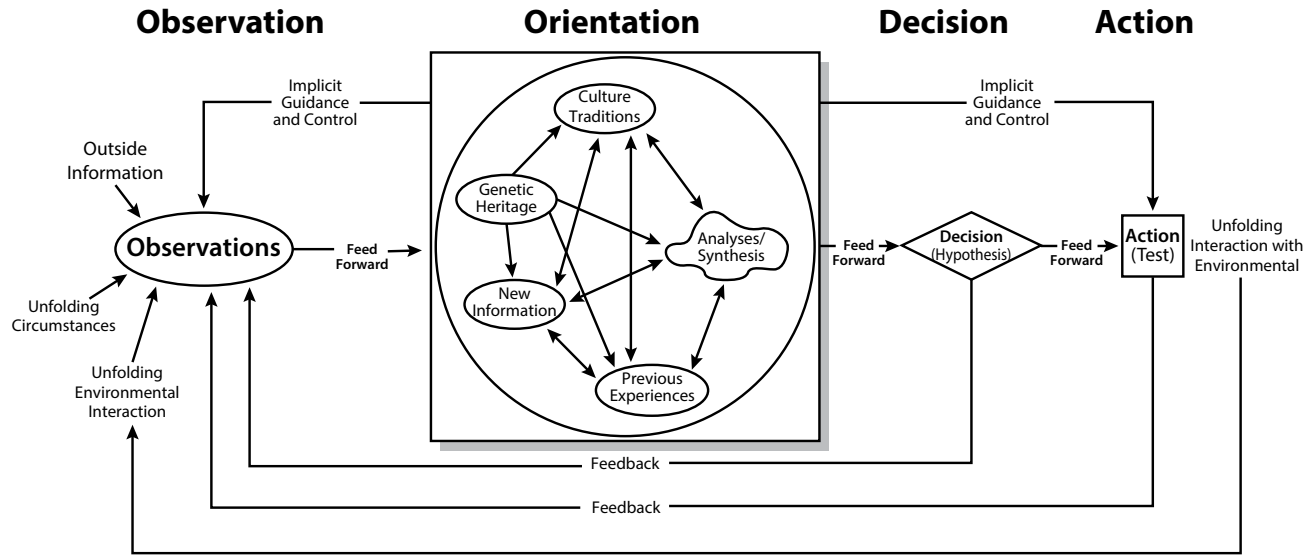 Observation
Orientation
Decision
Action
Implicit
Guidance
and Control
Outside
Information
Observations
Unfolding
Circumstances
Unfolding
Environmental
Interaction
Feed
Forward
Culture
Traditions
Genetic
Heritage
Analyses/
Synthesis
New
Information
Previous
Experiences
Implicit
Guidance
and Control
Feed
Forward
Decision
(Hypothesis)
Feed
Forward
Action
(Test)
Unfolding
Interaction with
Environmental
Feedback
Feedback